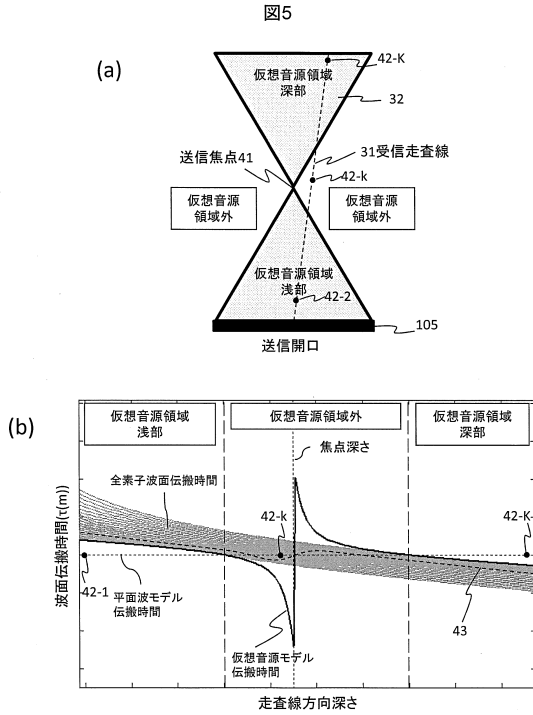 図5
(a)
仮想音源領域
深部
42-K
32
送信焦点41
31受信走査線
42-k
仮想音源
領域外
仮想音源
領域外
仮想音源領域
浅部
42-2
105
送信開口
(b)
仮想音源領域
浅部
仮想音源領域外
仮想音源領域
深部
焦点深さ
全素子波面伝搬時間
42-k
42-K
波面伝搬時間(τ(m))
42-1
平面波モデル
伝搬時間
43
仮想音源モデル
伝搬時間
走査線方向深さ